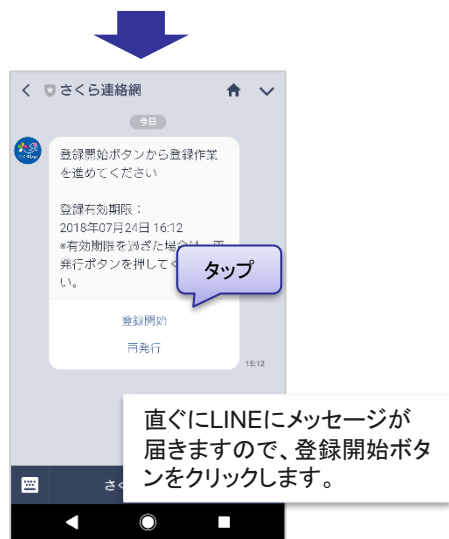 さくら連絡網
今日
登録開始ボタンから登録作業
を進めてください
登録有効期限：
2018年07月24日 16:12
*有効期限を過ぎた場合は、再
発行ボタンを押してく
い。
タップ
登録開始
再発行
15:12
直ぐにLINEにメッセージが
届きますので、登録開始ボタ
ンをクリックします。
さく